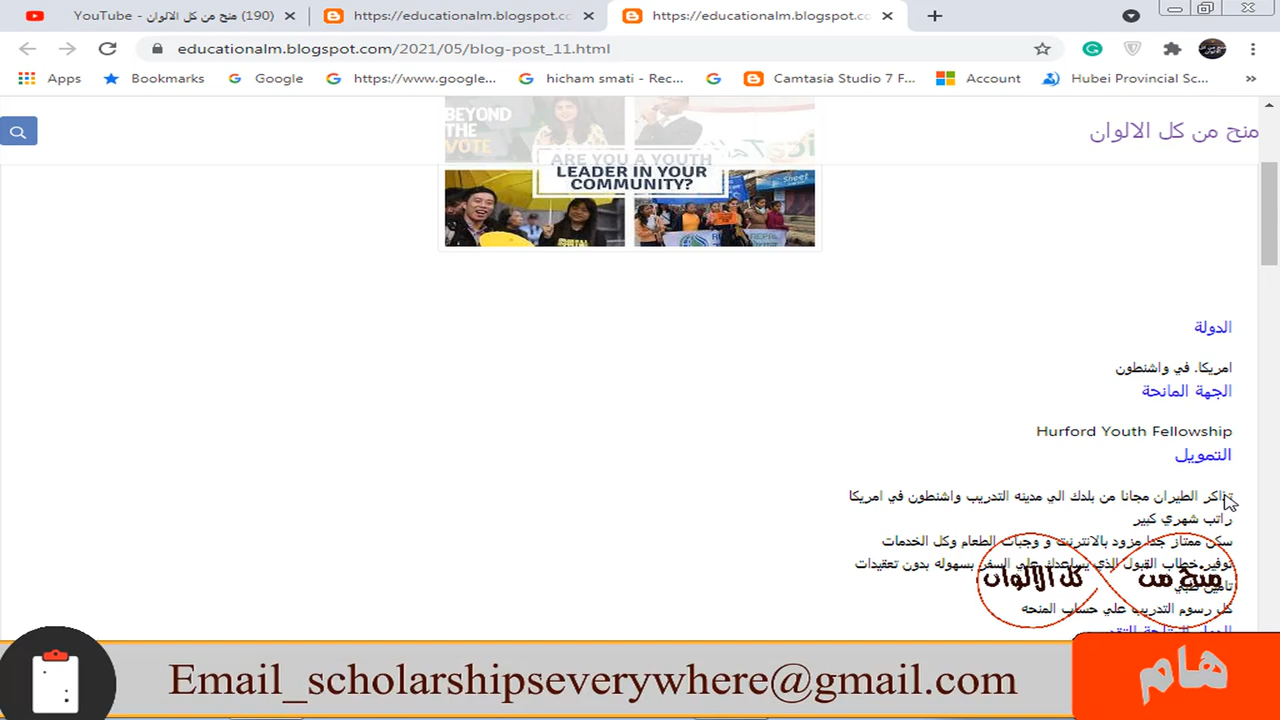 (190) منح من كل الالوان - YouTube
https://educationalm.blogspot.co
https://educationalm.blogspot.co
educationalm.blogspot.com/2021/05/blog-post_11.html
Apps
Bookmarks
Google
https://www.google...
hicham smati - Rec...
Camtasia Studio 7 F...
Account
Hubei Provincial Sc...
»
منح من كل الالوان
BEYOND
THE
VOTE
ARE YOU A YOUTH
LEADER IN YOUR
COMMUNITY?
Sheet
الدولة
امريكا. في واشنطون
الجهة المانحة
Hurford Youth Fellowship
التمويل
تذاكر الطيران مجانا من بلدك الي مدينه التدريب واشنطون في امريكا
راتب شهري كبير
سكن ممتاز جدا مزود بالانترنيت و وجبات الطعام وكل الخدمات
توفير خطاب القبول الذي يساعدك علي السفر بسهوله بدون تعقيدات
تامين طبي
كل رسوم التدريب علي حساب المنحه
منح من كل الالوان
Email_scholarshipseverywhere@gmail.com
هام